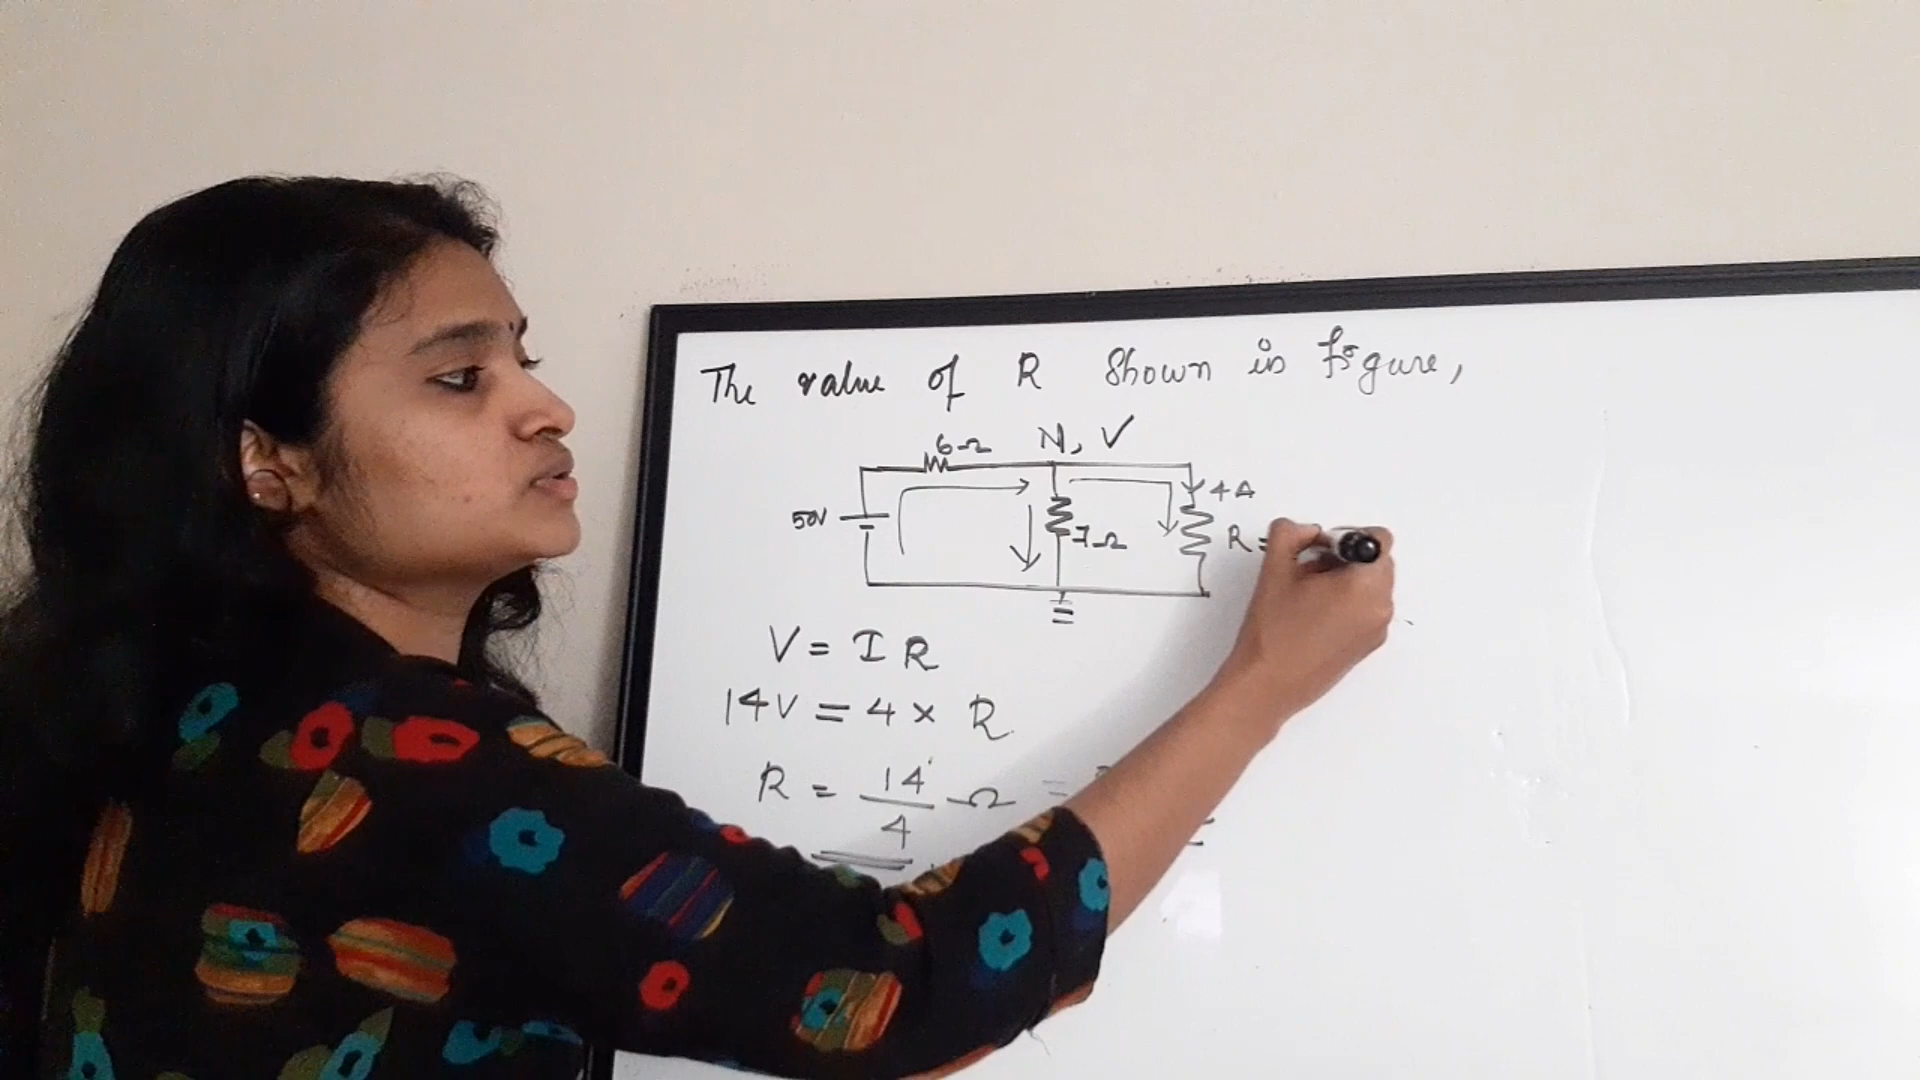 The value of R Shown in figure,
6Ω N, V
50V 7Ω 4A
R=
V = I R
14V = 4 × R
R = 14/4 Ω =